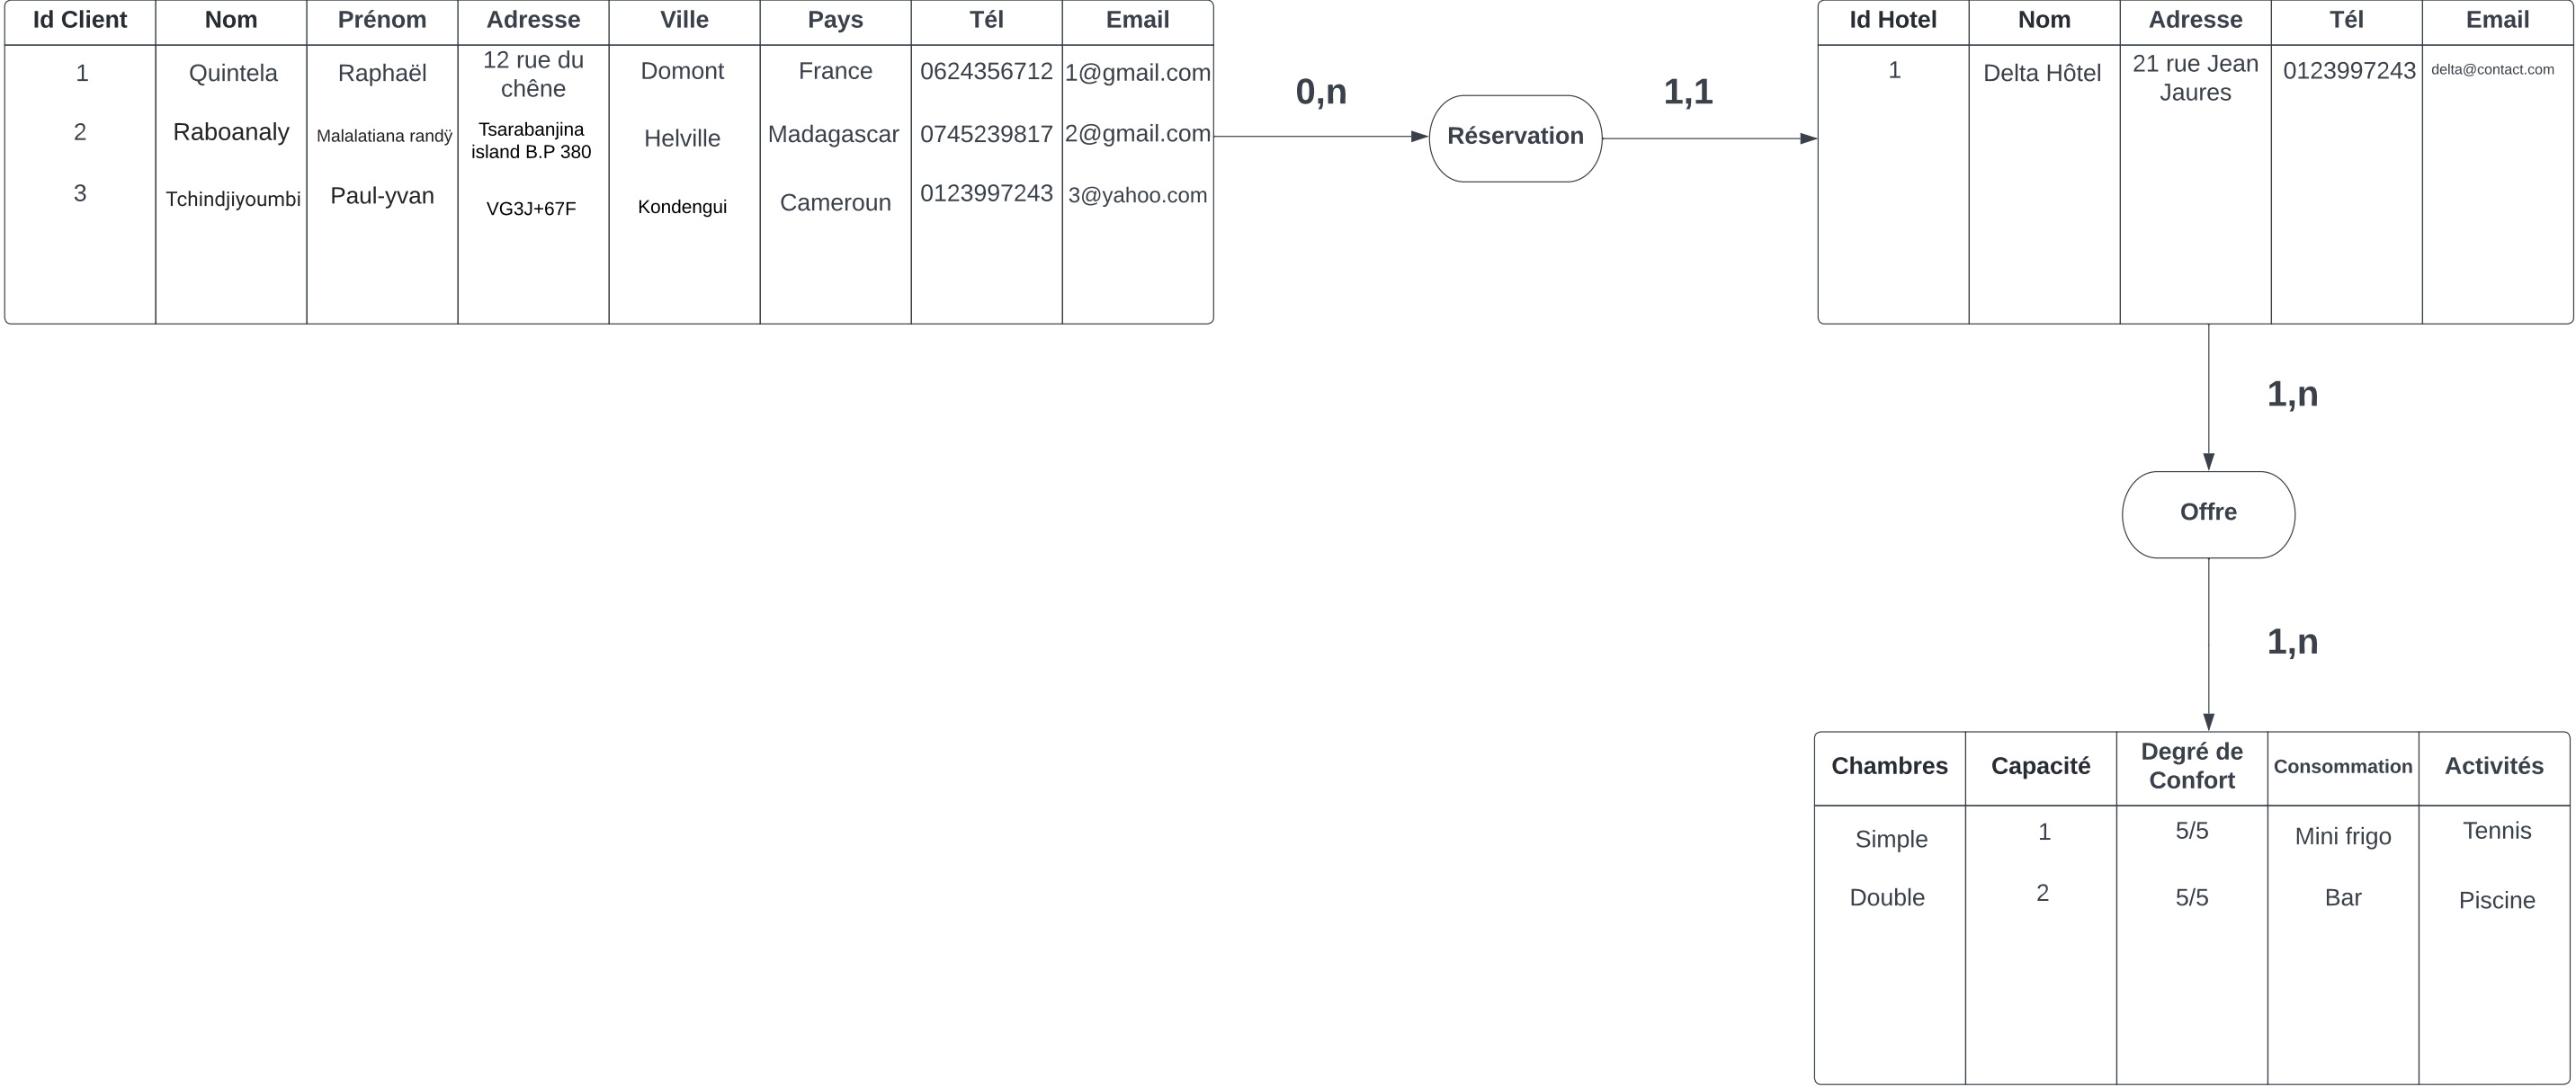 Id Client Nom Prénom Adresse Ville Pays Tél Email
1 Quintela Raphaël 12 rue du chêne Domont France 0624356712 1@gmail.com
2 Raboanaly Malalatiana randÿ Tsarabanjina island B.P 380 Helville Madagascar 0745239817 2@gmail.com
3 Tchindjiyoumbi Paul-yvan VG3J+67F Kondengui Cameroun 0123997243 3@yahoo.com
0,n
Réservation
1,1
Id Hotel Nom Adresse Tél Email
1 Delta Hôtel 21 rue Jean Jaures 0123997243 delta@contact.com
1,n
Offre
1,n
Chambres Capacité Degré de Confort Consommation Activités
Simple 1 5/5 Mini frigo Tennis
Double 2 5/5 Bar Piscine